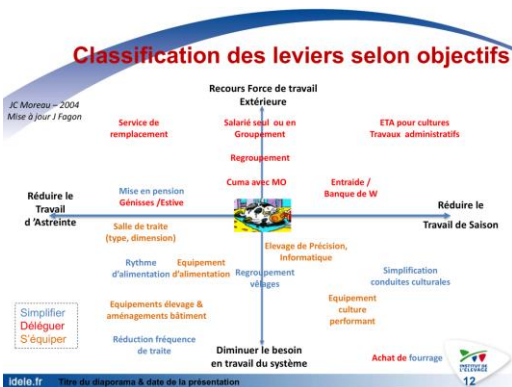 Classification des leviers selon objectifs
Recours Force de travail
Extérieure
JC Moreau – 2004
Mise à jour J Fagon
Service de
remplacement
Salarié seul ou en
Groupement
ETA pour cultures
Travaux administratifs
Regroupement
Cuma avec MO
Entraide /
Banque de W
Mise en pension
Génisses /Estive
Réduire le
Travail
d 'Astreinte
Réduire le
Travail de Saison
Salle de traite
(type, dimension)
Elevage de Précision,
Informatique
Rythme
d'alimentation
Equipement
d'alimentation
Regroupement
vêlages
Simplification
conduites culturales
Equipements élevage &
aménagements bâtiment
Equipement
culture
performant
Simplifier
Déléguer
S'équiper
Réduction fréquence
de traite
Diminuer le besoin
en travail du système
Achat de fourrage
INSTITUT DE
L'ELEVAGE
idele.fr
Titre du diaporama & date de la présentation
12